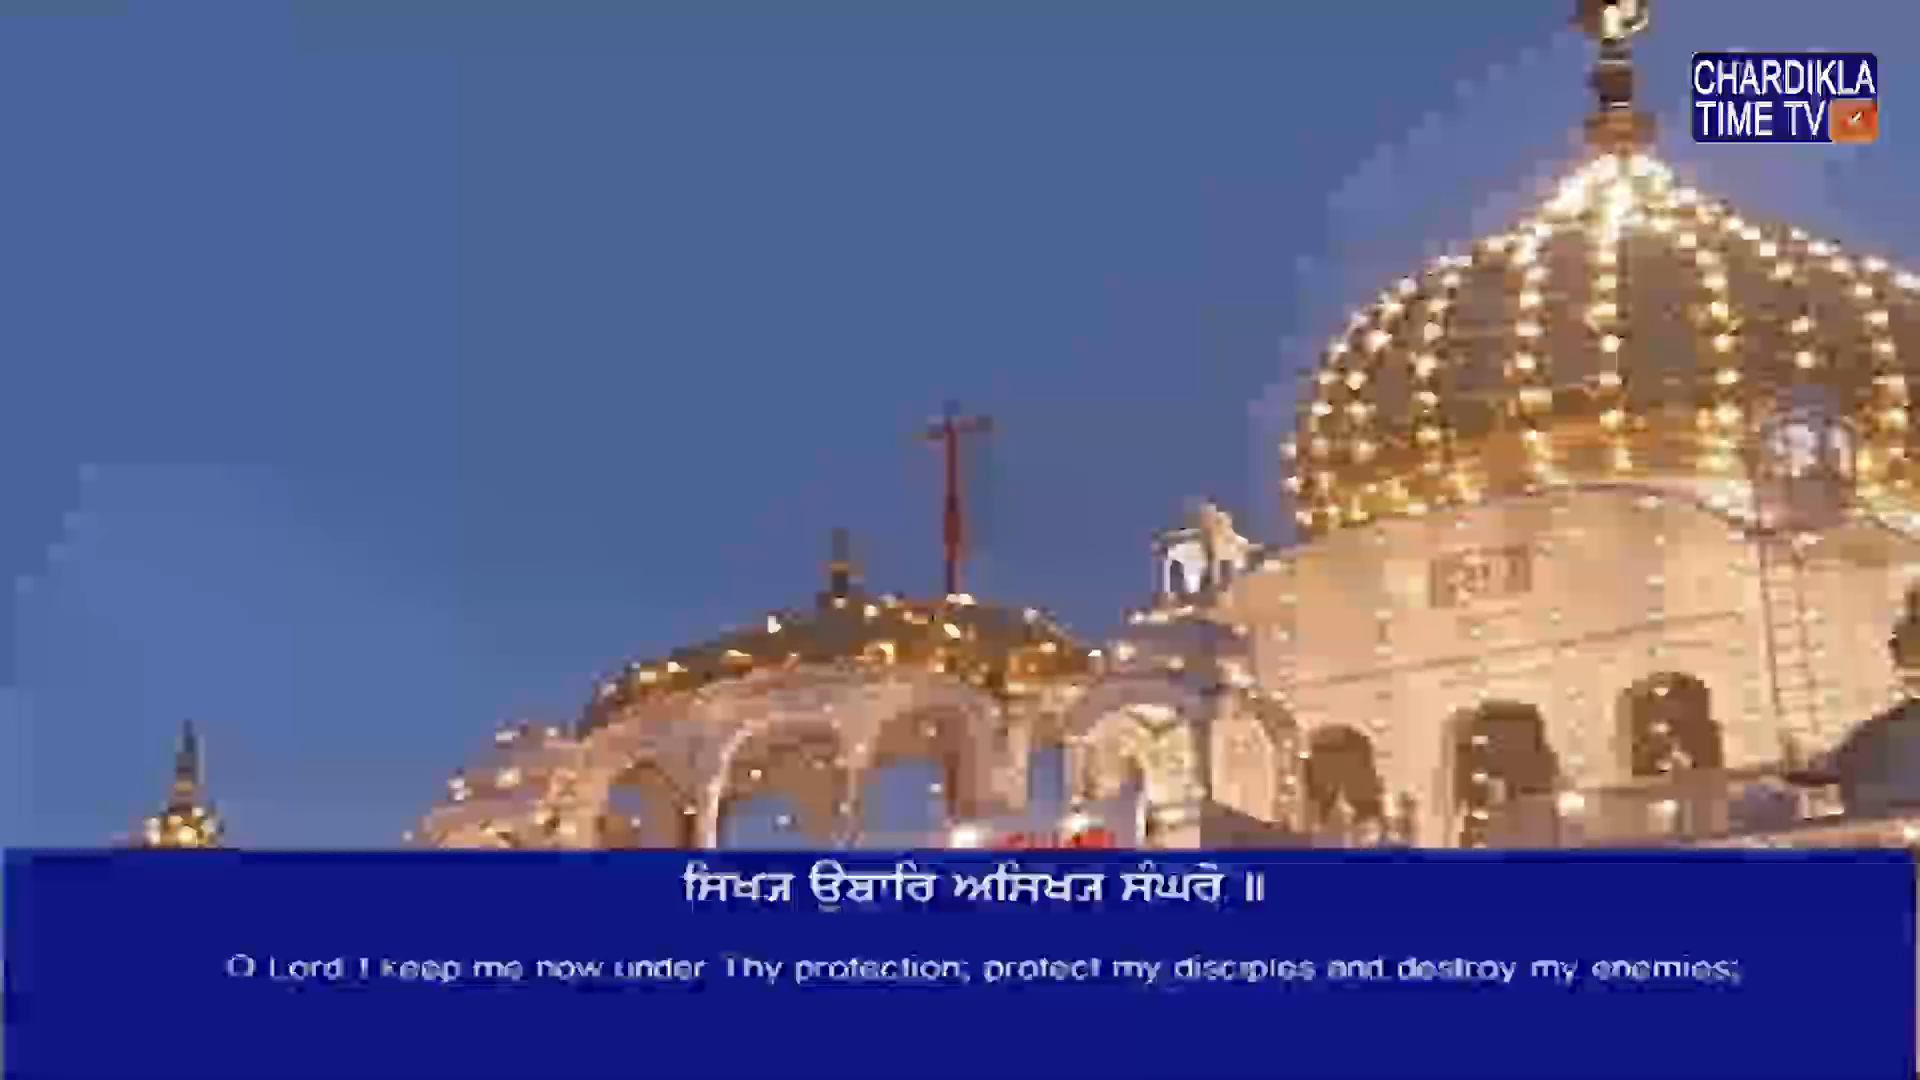 CHARDIKLA
TIME TV
ਸਿਖ੍ਯ ਉਬਾਰਿ ਅਸਿਖ੍ਯ ਸੰਘਰੋ ॥
O Lord ! keep me now under Thy protection; protect my disciples and destroy my enemies;